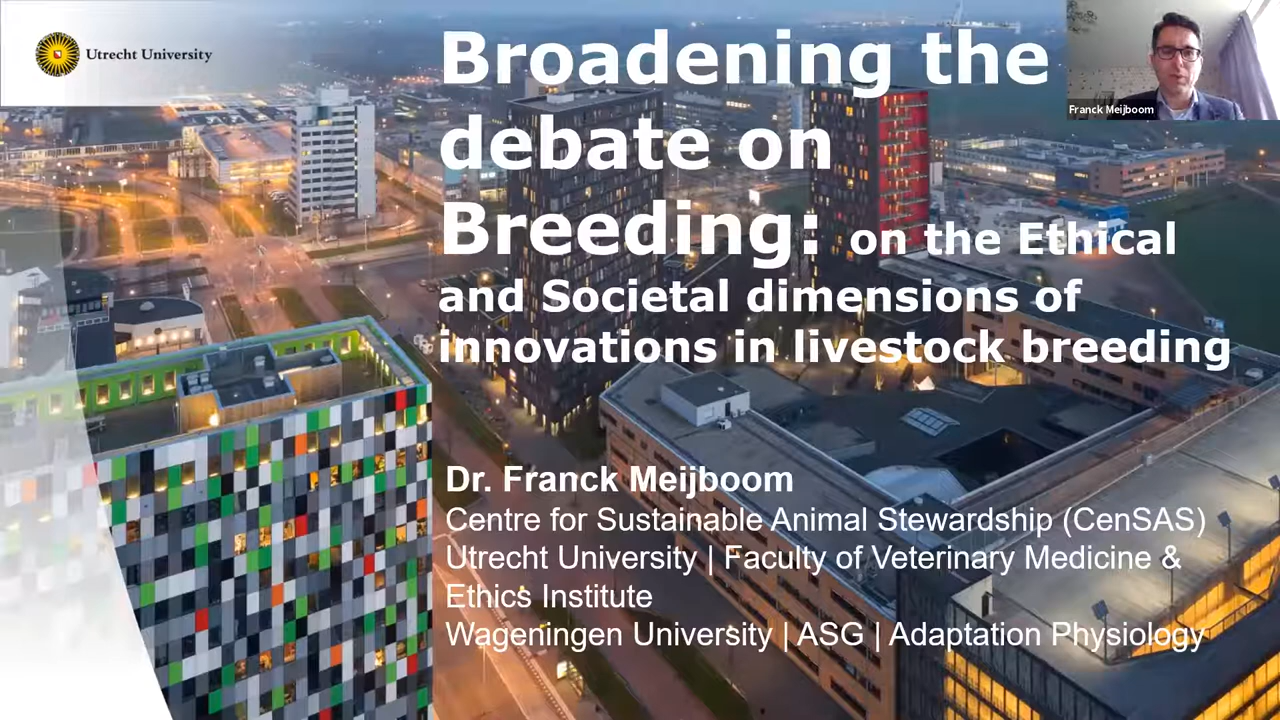 Utrecht University
Broadening the
debate on
Breeding: on the Ethical
and Societal dimensions of
innovations in livestock breeding
Franck Meijboom
Dr. Franck Meijboom
Centre for Sustainable Animal Stewardship (CenSAS)
Utrecht University | Faculty of Veterinary Medicine &
Ethics Institute
Wageningen University | ASG | Adaptation Physiology